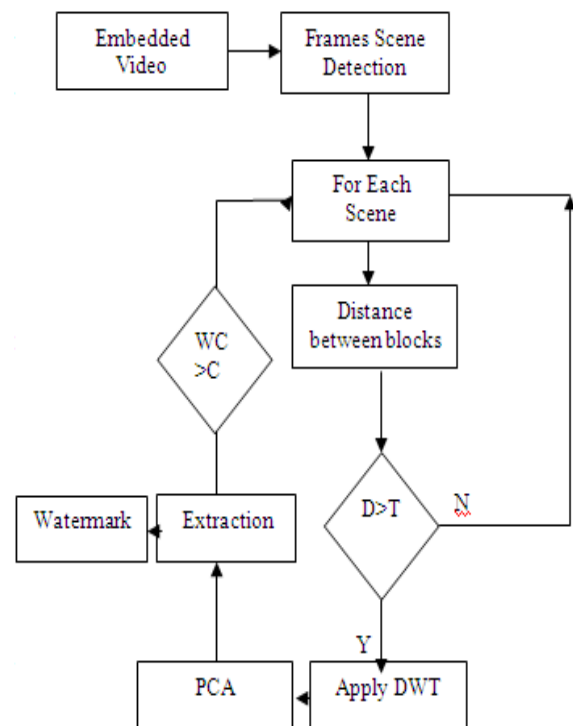 Embedded
Video
Frames Scene
Detection
For Each
Scene
Distance
between blocks
WC
>C
D>T
N
Watermark
Extraction
Y
PCA
Apply DWT